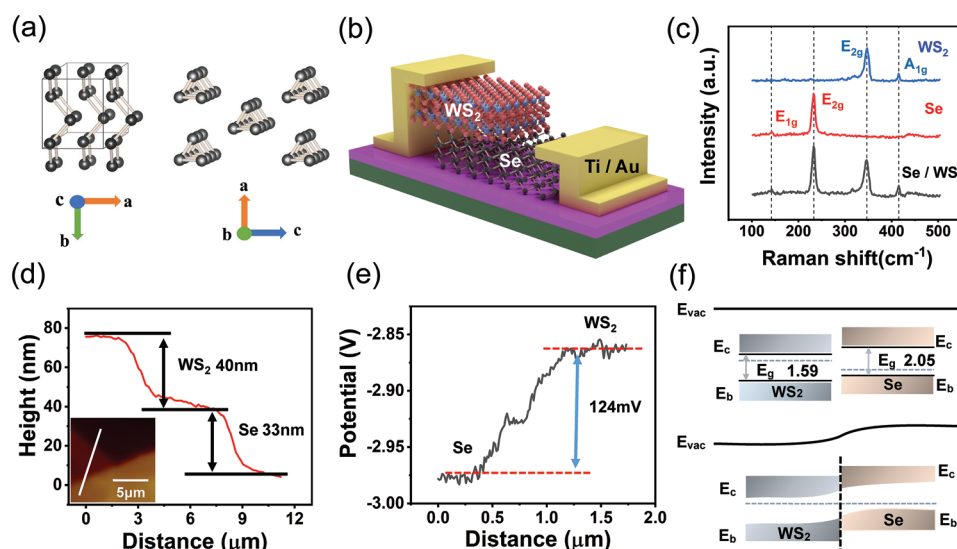 (a)
c
a
b
a
b
c
(b)
WS2
Se
Ti / Au
(c)
Intensity (a.u.)
E2g
WS2
A1g
E1g
E2g
Se
Se / WS
100 200 300 400 500
Raman shift(cm-1)
(d)
Height (nm)
80
60
40
20
0
WS2 40nm
Se 33nm
5μm
0 4 8 12
Distance (μm)
(e)
Potential (V)
-2.85
-2.90
-2.95
-3.00
WS2
Se
124mV
0.0 0.5 1.0 1.5 2.0
Distance (μm)
(f)
Evac
Ec
Ec
Eg 1.59
Eg 2.05
Eb
WS2
Se
Eb
Evac
Ec
Ec
Eb
WS2
Se
Eb